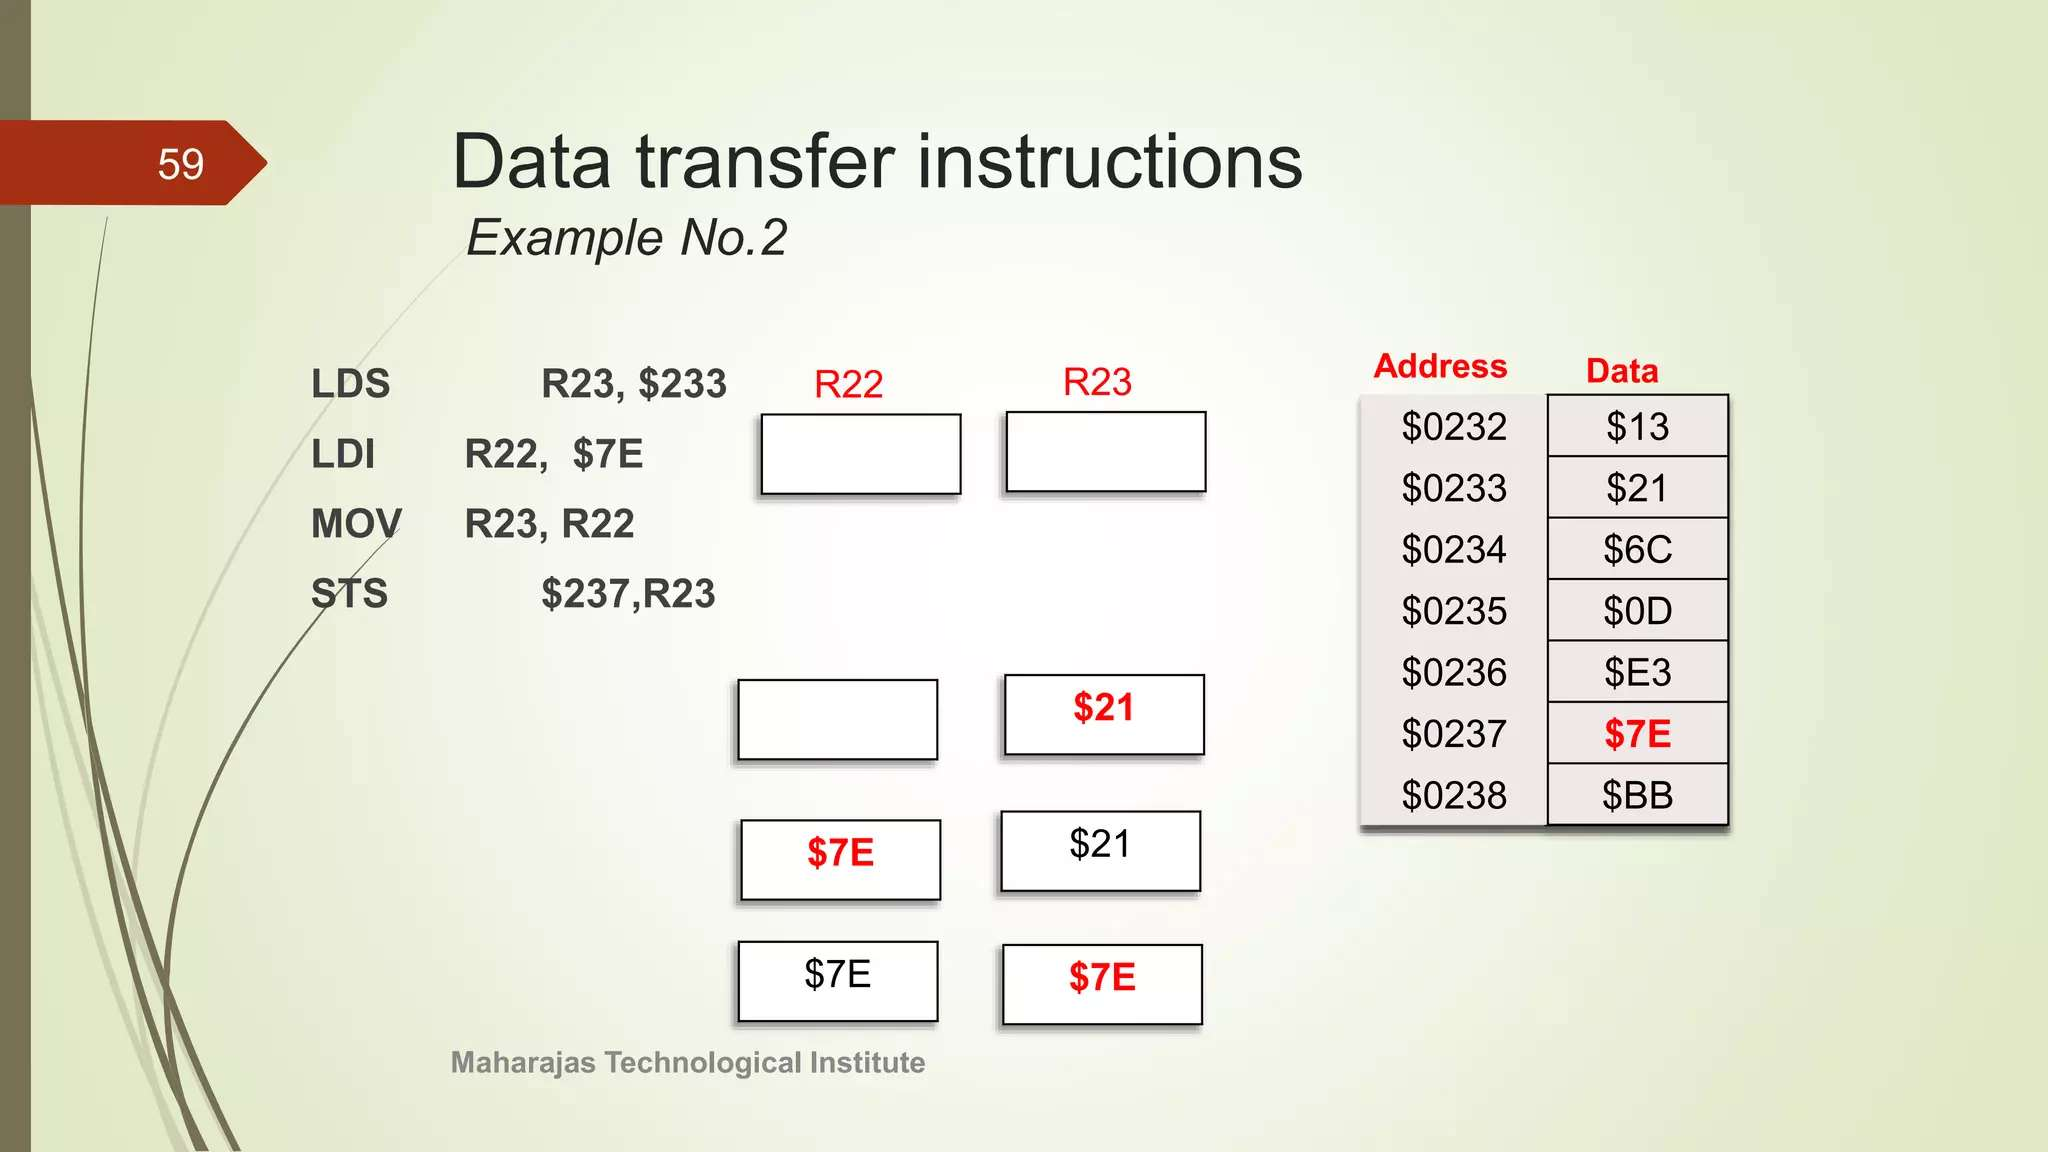 59
Data transfer instructions
Example No.2
LDS R23, $233
LDI R22, $7E
MOV R23, R22
STS $237,R23
R22 R23
$21
$7E $21
$7E $7E
Address Data
$0232 $13
$0233 $21
$0234 $6C
$0235 $0D
$0236 $E3
$0237 $7E
$0238 $BB
Maharajas Technological Institute